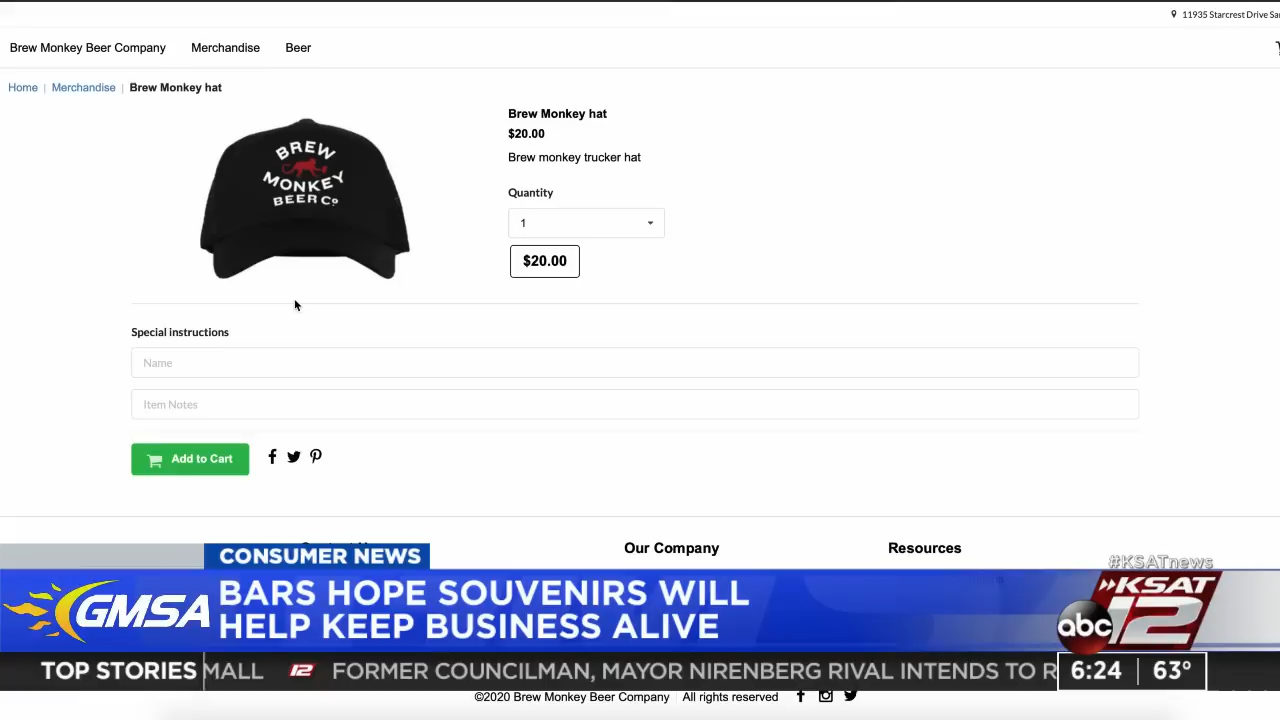 11935 Starcrest Drive
Brew Monkey Beer Company Merchandise Beer
Home | Merchandise | Brew Monkey hat
BREW
MONKEY
BEER Co
Brew Monkey hat
$20.00
Brew monkey trucker hat
Quantity
1
$20.00
Special instructions
Name
Item Notes
Add to Cart
Our Company
Resources
CONSUMER NEWS
#KSATnews
GMSA
BARS HOPE SOUVENIRS WILL
HELP KEEP BUSINESS ALIVE
KSAT
abc 12
TOP STORIES
MALL 12 FORMER COUNCILMAN, MAYOR NIRENBERG RIVAL INTENDS TO R
6:24 63°
©2020 Brew Monkey Beer Company All rights reserved